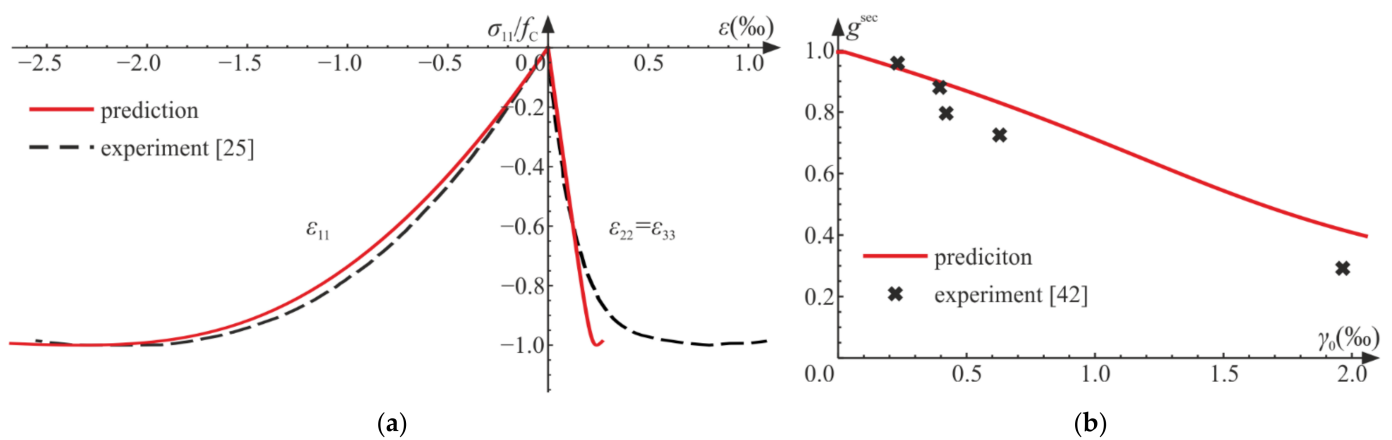 σ11/fC ε(‰)
−2.5 −2.0 −1.5 −1.0 −0.5 0.0 0.5 1.0
prediction
experiment [25]
−0.2
−0.4
−0.6
−0.8
−1.0
ε11
ε22=ε33
(a)
g^sec
1.0
0.8
0.6
0.4
0.2
0
prediciton
experiment [42]
γ0(‰)
0.0 0.5 1.0 1.5 2.0
(b)